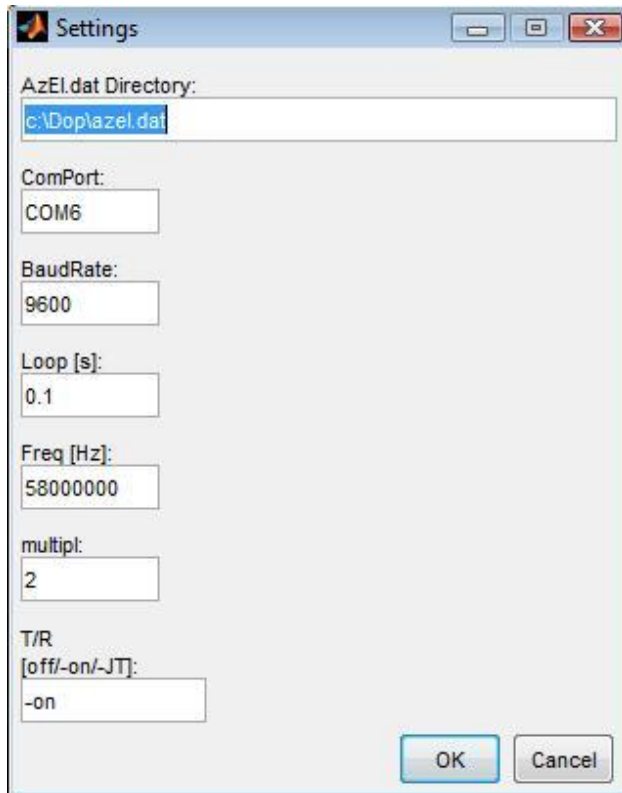 Settings
AzEl.dat Directory:
c:\Dop\azel.dat
ComPort:
COM6
BaudRate:
9600
Loop [s]:
0.1
Freq [Hz]:
58000000
multipl:
2
T/R
[off/-on/-JT]:
-on
OK Cancel